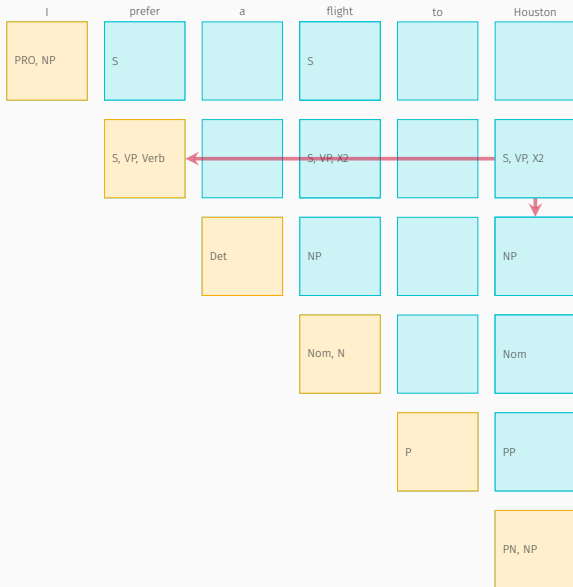 I prefer a flight to Houston
PRO, NP S S
S, VP, Verb S, VP, X2 S, VP, X2
Det NP NP
Nom, N Nom
P PP
PN, NP